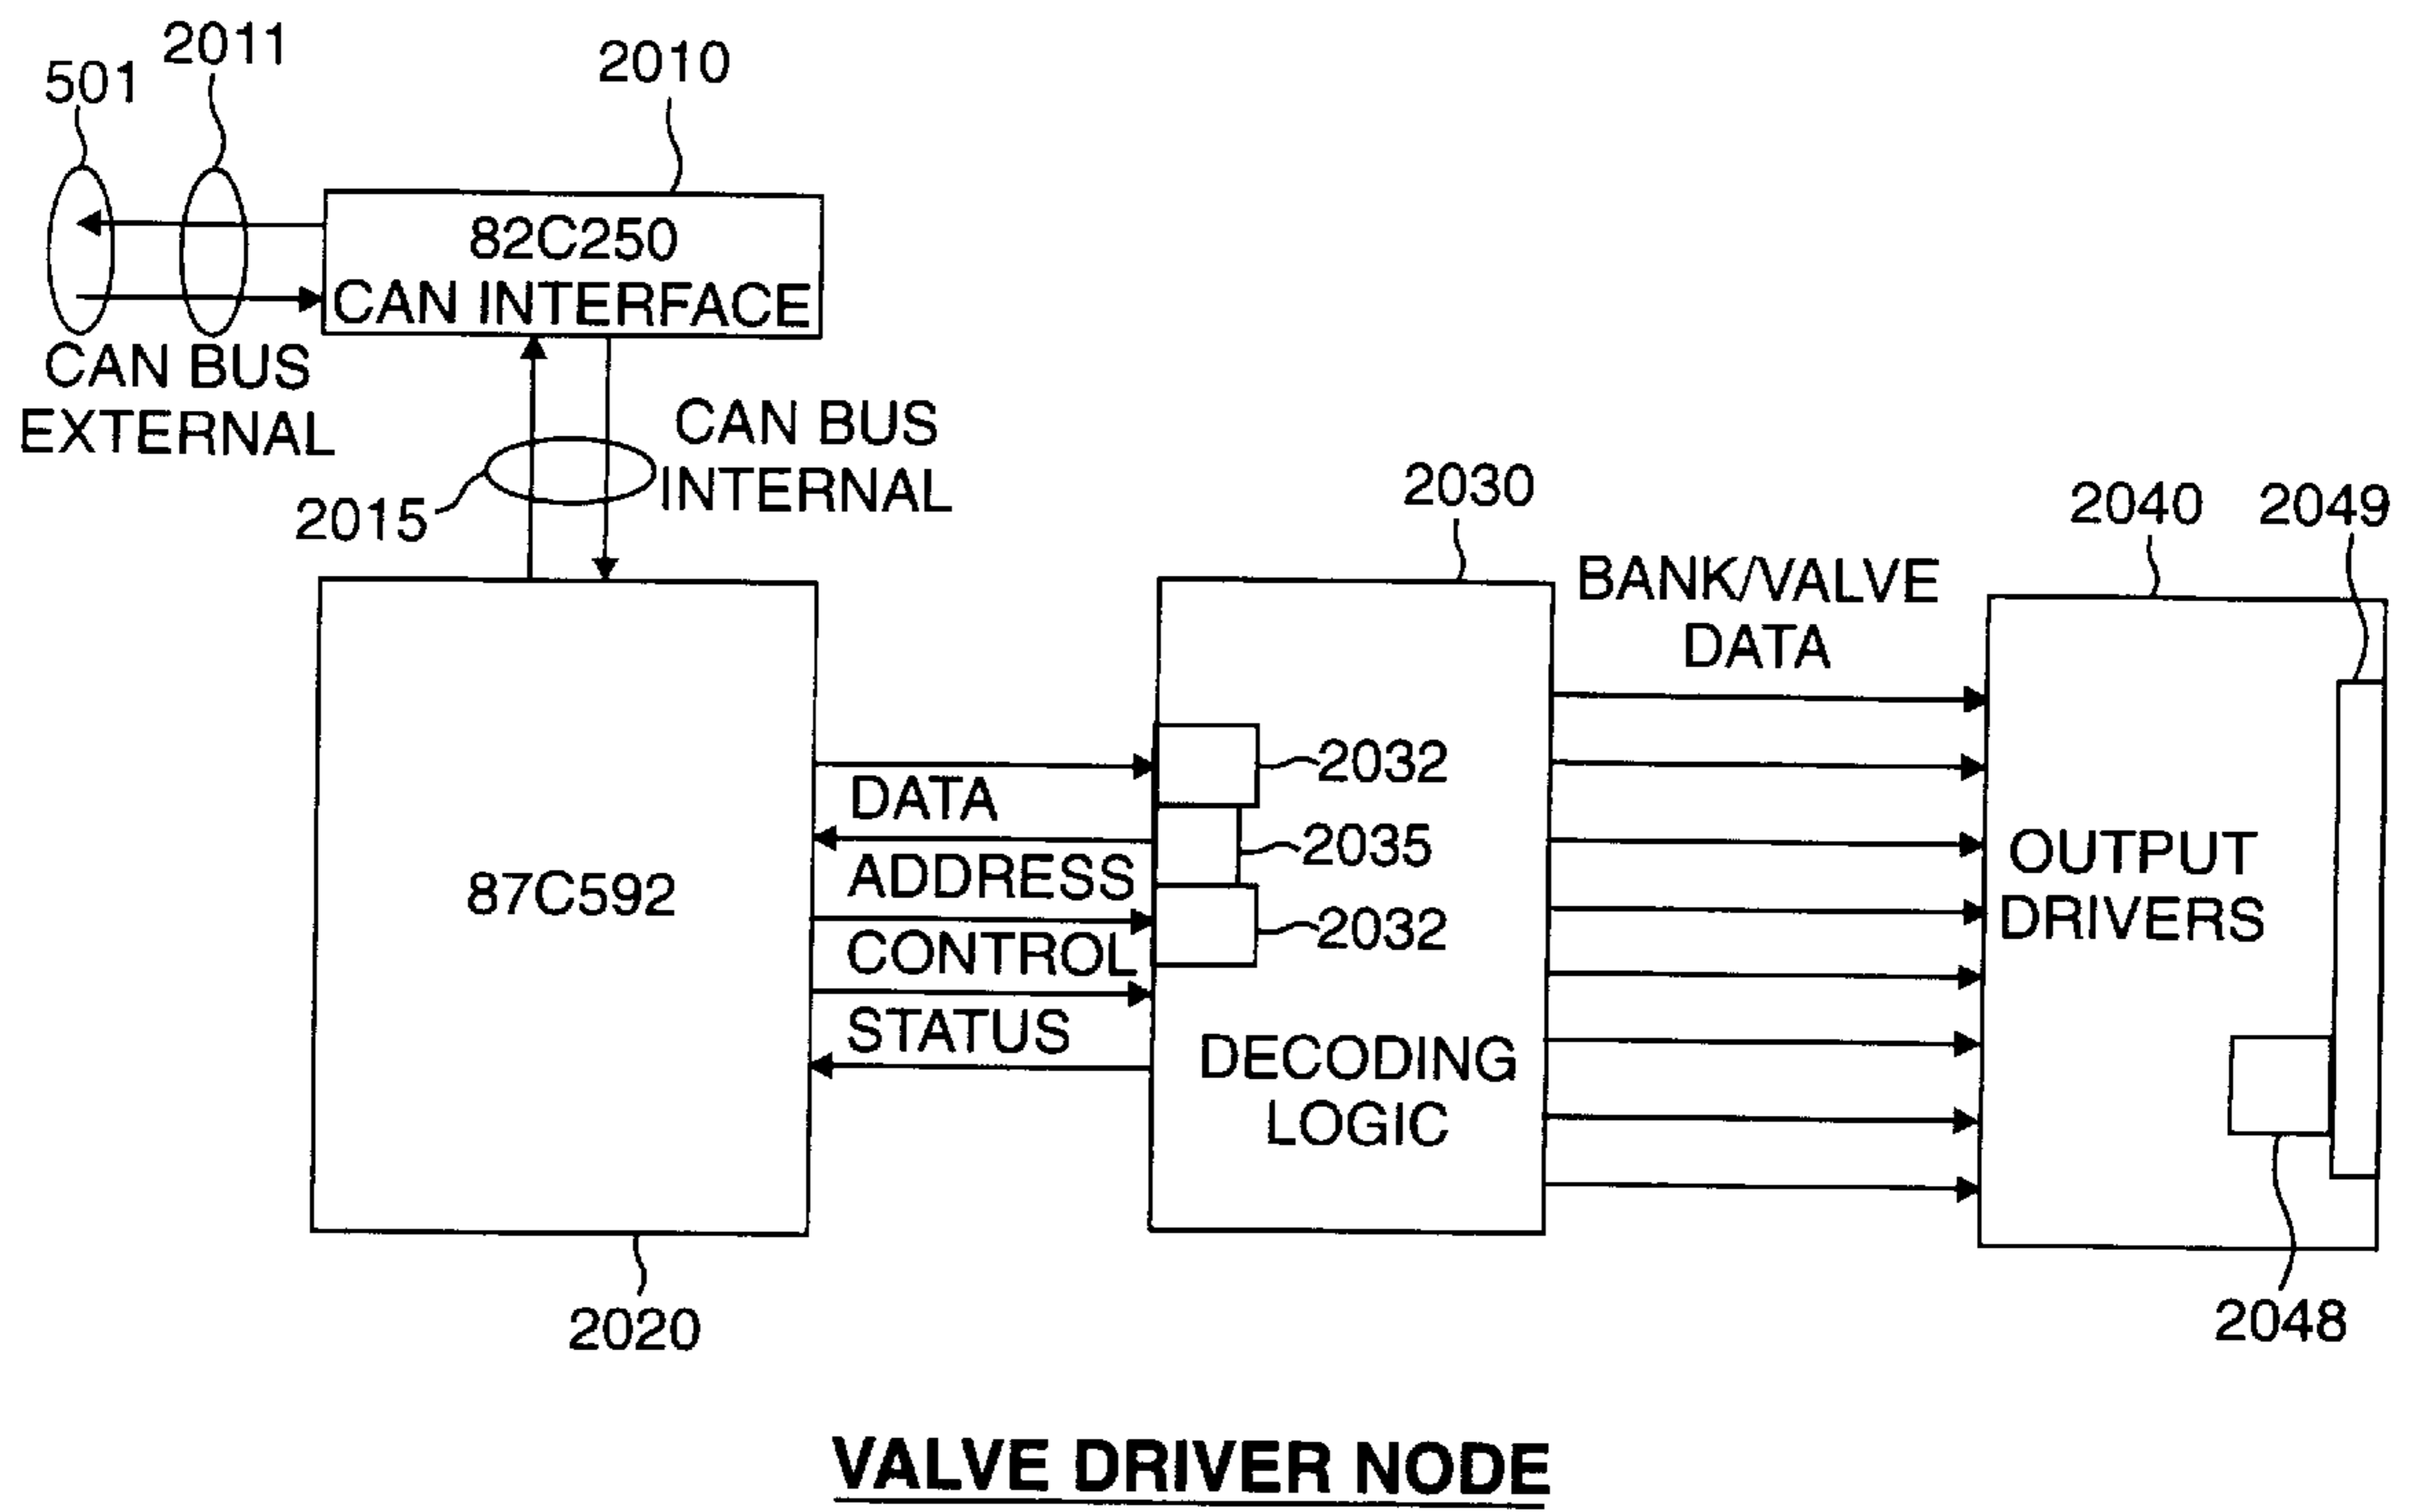 501
2011
2010
82C250
CAN INTERFACE
CAN BUS
EXTERNAL
CAN BUS
INTERNAL
2015
2030
2040
2049
BANK/VALVE
DATA
DATA
ADDRESS
CONTROL
STATUS
87C592
2032
2035
2032
DECODING
LOGIC
OUTPUT
DRIVERS
2020
2048
VALVE DRIVER NODE